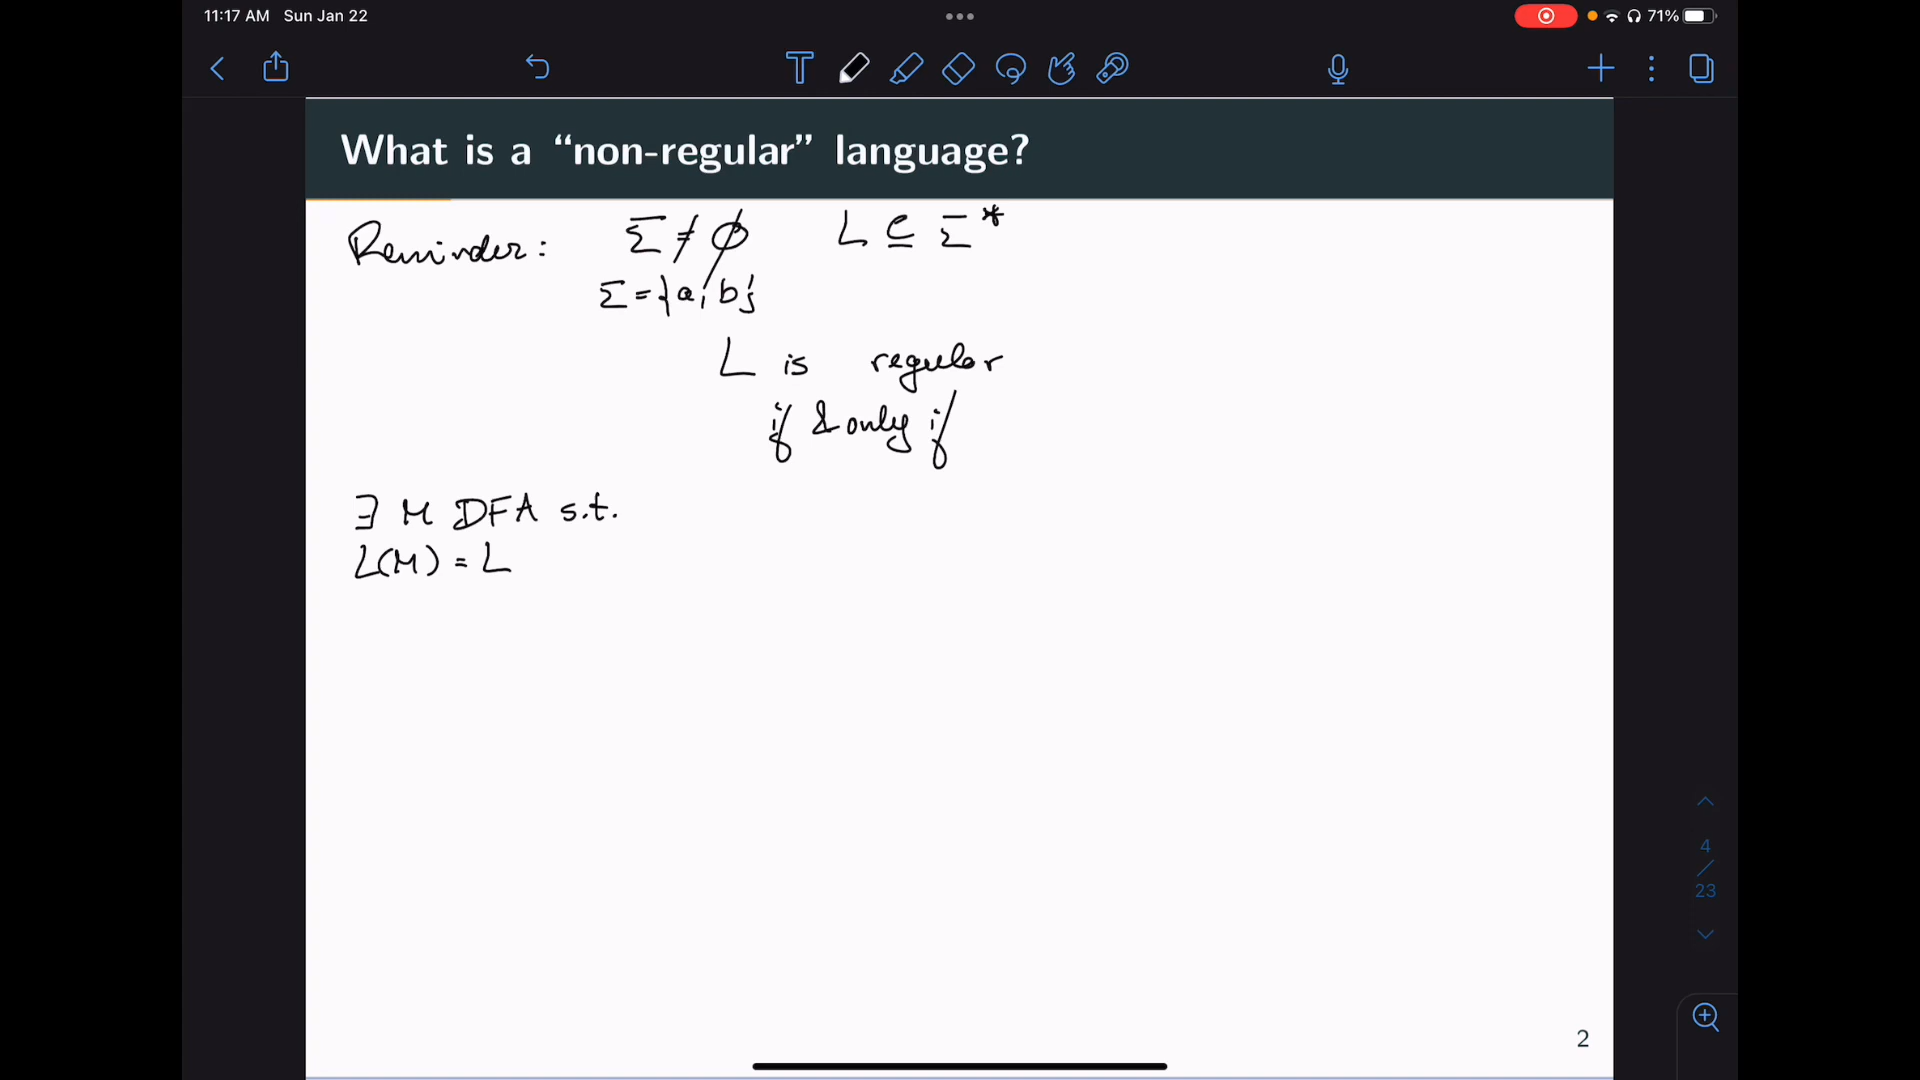 11:17 AM Sun Jan 22
71%
What is a “non-regular” language?
Reminder: Σ ≠ ϕ L ⊆ Σ*
Σ = {a, b}
L is regular
if & only if
∃ M DFA s.t.
L(M) = L
4
/
23
2